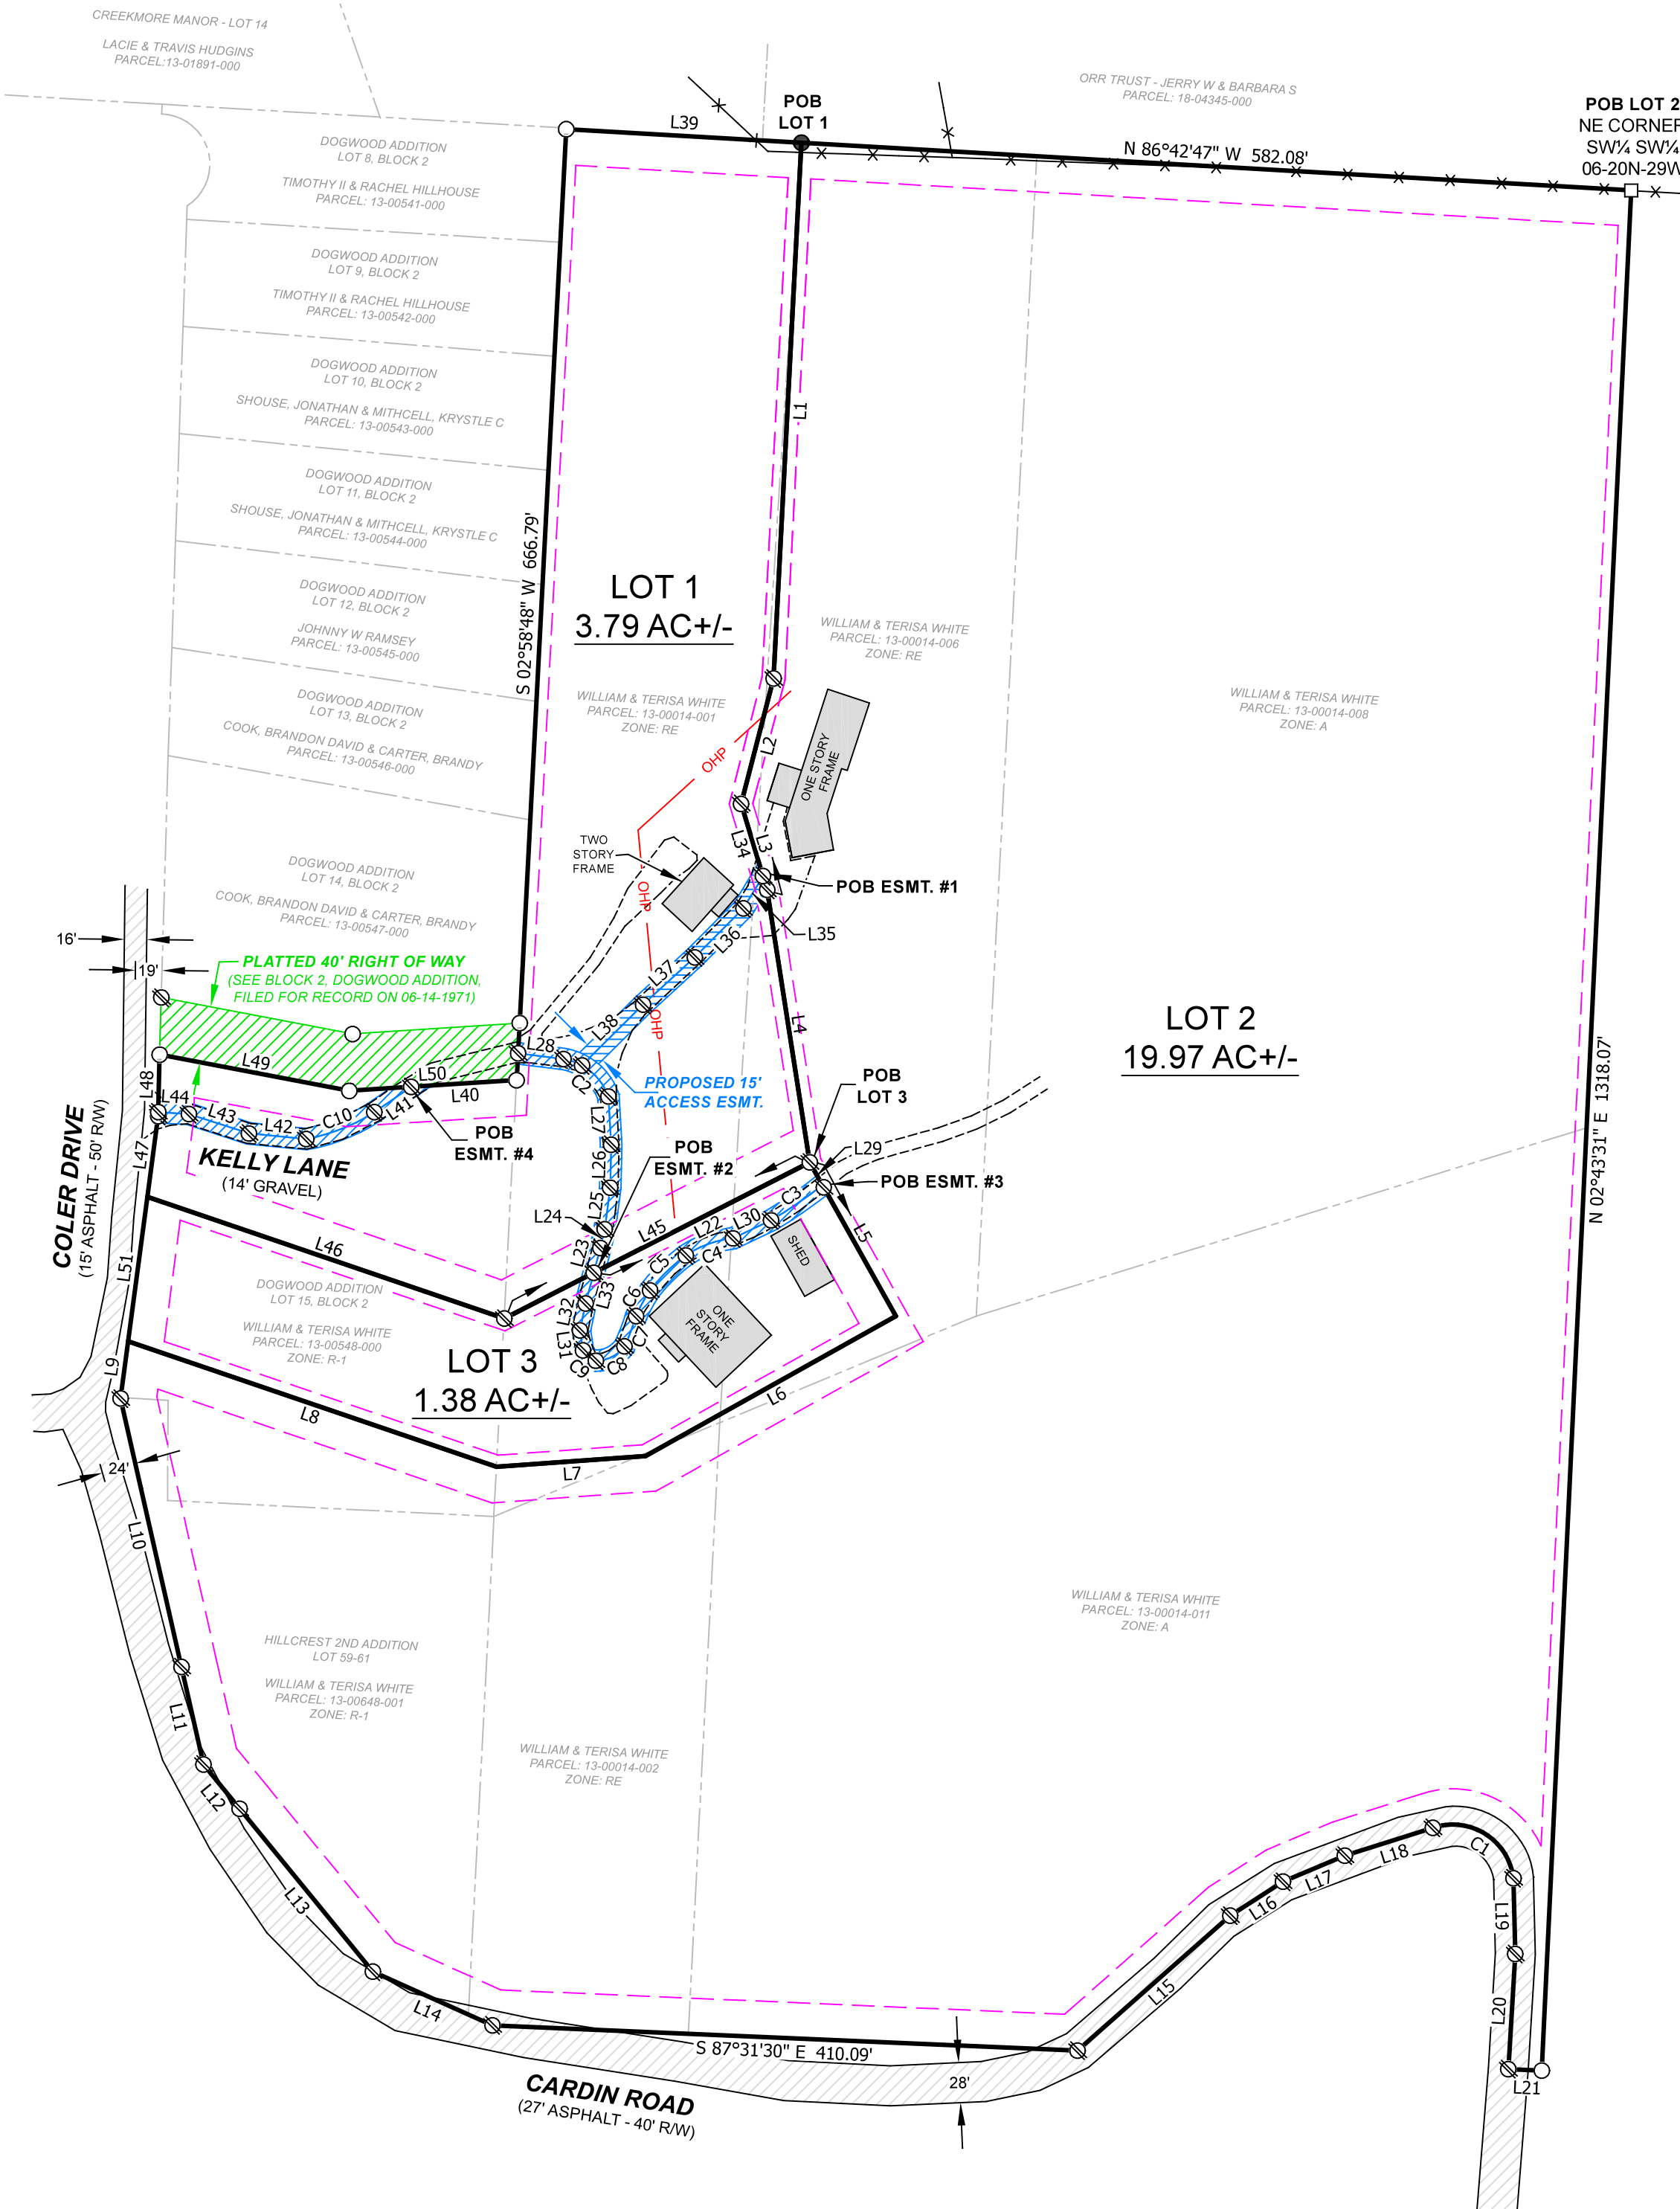 CREEKMORE MANOR - LOT 14
LACIE & TRAVIS HUDGINS
PARCEL:13-01891-000
ORR TRUST - JERRY W & BARBARA S
PARCEL: 18-04345-000
POB
LOT 1
L39
N 86°42'47" W 582.08'
POB LOT 2
NE CORNER
SW¼ SW¼
06-20N-29W
DOGWOOD ADDITION
LOT 8, BLOCK 2
TIMOTHY II & RACHEL HILLHOUSE
PARCEL: 13-00541-000
DOGWOOD ADDITION
LOT 9, BLOCK 2
TIMOTHY II & RACHEL HILLHOUSE
PARCEL: 13-00542-000
DOGWOOD ADDITION
LOT 10, BLOCK 2
SHOUSE, JONATHAN & MITHCELL, KRYSTLE C
PARCEL: 13-00543-000
L1
DOGWOOD ADDITION
LOT 11, BLOCK 2
SHOUSE, JONATHAN & MITHCELL, KRYSTLE C
PARCEL: 13-00544-000
S 02°58'48" W 666.79'
DOGWOOD ADDITION
LOT 12, BLOCK 2
JOHNNY W RAMSEY
PARCEL: 13-00545-000
LOT 1
3.79 AC+/-
WILLIAM & TERISA WHITE
PARCEL: 13-00014-006
ZONE: RE
DOGWOOD ADDITION
LOT 13, BLOCK 2
COOK, BRANDON DAVID & CARTER, BRANDY
PARCEL: 13-00546-000
WILLIAM & TERISA WHITE
PARCEL: 13-00014-001
ZONE: RE
WILLIAM & TERISA WHITE
PARCEL: 13-00014-008
ZONE: A
L2
OHP
ONE STORY
FRAME
L34
L3
TWO
STORY
FRAME
DOGWOOD ADDITION
LOT 14, BLOCK 2
COOK, BRANDON DAVID & CARTER, BRANDY
PARCEL: 13-00547-000
OHP
POB ESMT. #1
L35
L36
16'
19'
PLATTED 40' RIGHT OF WAY
(SEE BLOCK 2, DOGWOOD ADDITION,
FILED FOR RECORD ON 06-14-1971)
L37
L38
OHP
L4
LOT 2
19.97 AC+/-
L28
C2
PROPOSED 15'
ACCESS ESMT.
L49
L50
L40
L48
L44
L43
L42
C10
L41
POB
ESMT. #4
L27
POB
LOT 3
N 02°43'31" E 1318.07'
COLER DRIVE
(15' ASPHALT - 50' R/W)
L47
KELLY LANE
(14' GRAVEL)
L26
POB
ESMT. #2
L29
POB ESMT. #3
L25
L24
L45
L22
L30
C3
L5
L46
L23
C5
C4
SHED
L51
L33
L32
C6
DOGWOOD ADDITION
LOT 15, BLOCK 2
WILLIAM & TERISA WHITE
PARCEL: 13-00548-000
ZONE: R-1
ONE
STORY
FRAME
L31
C7
C9
C8
LOT 3
1.38 AC+/-
L9
L8
L6
L7
24'
L10
WILLIAM & TERISA WHITE
PARCEL: 13-00014-011
ZONE: A
HILLCREST 2ND ADDITION
LOT 59-61
WILLIAM & TERISA WHITE
PARCEL: 13-00648-001
ZONE: R-1
L11
WILLIAM & TERISA WHITE
PARCEL: 13-00014-002
ZONE: RE
L12
L13
L14
C1
L18
L17
L16
L19
L15
L20
S 87°31'30" E 410.09'
28'
L21
CARDIN ROAD
(27' ASPHALT - 40' R/W)